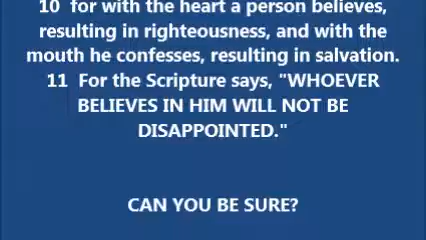 10  for with the heart a person believes,
resulting in righteousness, and with the
mouth he confesses, resulting in salvation.
11  For the Scripture says, "WHOEVER
BELIEVES IN HIM WILL NOT BE
DISAPPOINTED."
CAN YOU BE SURE?